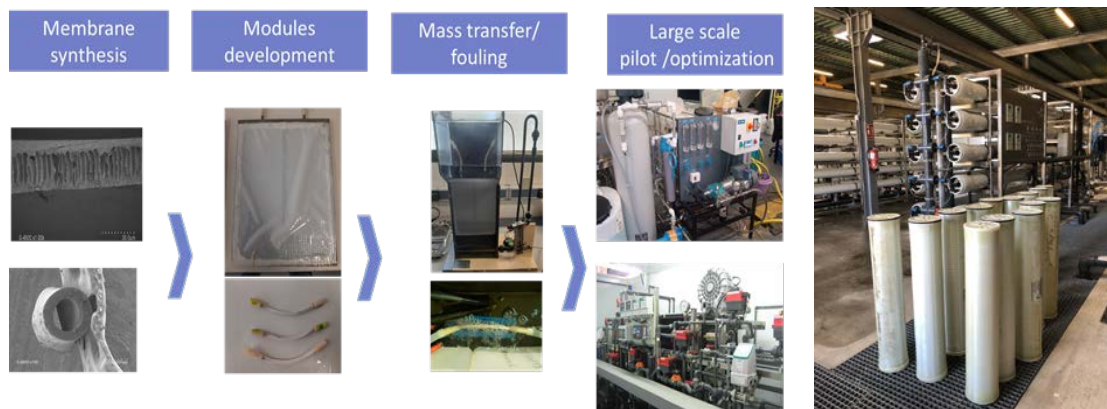 Membrane
synthesis
Modules
development
Mass transfer/
fouling
Large scale
pilot /optimization